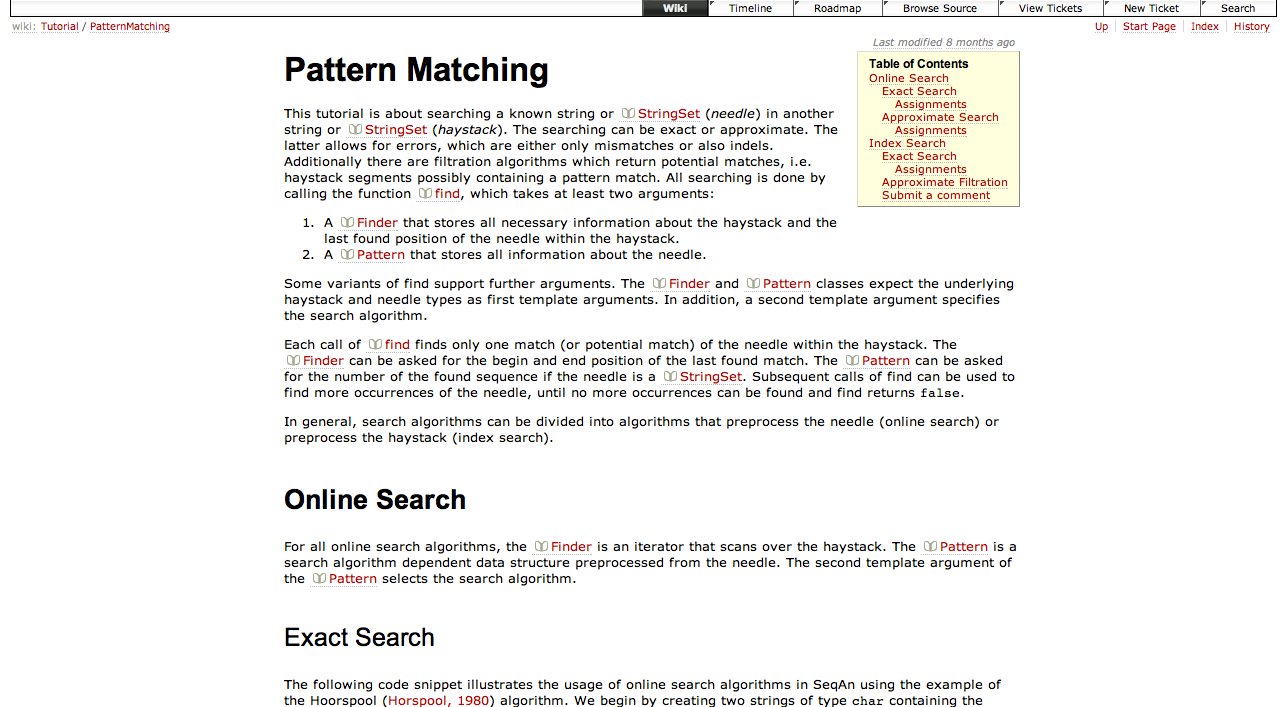 Wiki Timeline Roadmap Browse Source View Tickets New Ticket Search
wiki: Tutorial / PatternMatching
Up Start Page Index History
Last modified 8 months ago
Pattern Matching
Table of Contents
Online Search
Exact Search
Assignments
Approximate Search
Assignments
Index Search
Exact Search
Assignments
Approximate Filtration
Submit a comment
This tutorial is about searching a known string or StringSet (needle) in another
string or StringSet (haystack). The searching can be exact or approximate. The
latter allows for errors, which are either only mismatches or also indels.
Additionally there are filtration algorithms which return potential matches, i.e.
haystack segments possibly containing a pattern match. All searching is done by
calling the function find, which takes at least two arguments:
1. A Finder that stores all necessary information about the haystack and the
last found position of the needle within the haystack.
2. A Pattern that stores all information about the needle.
Some variants of find support further arguments. The Finder and Pattern classes expect the underlying
haystack and needle types as first template arguments. In addition, a second template argument specifies
the search algorithm.
Each call of find finds only one match (or potential match) of the needle within the haystack. The
Finder can be asked for the begin and end position of the last found match. The Pattern can be asked
for the number of the found sequence if the needle is a StringSet. Subsequent calls of find can be used to
find more occurrences of the needle, until no more occurrences can be found and find returns false.
In general, search algorithms can be divided into algorithms that preprocess the needle (online search) or
preprocess the haystack (index search).
Online Search
For all online search algorithms, the Finder is an iterator that scans over the haystack. The Pattern is a
search algorithm dependent data structure preprocessed from the needle. The second template argument of
the Pattern selects the search algorithm.
Exact Search
The following code snippet illustrates the usage of online search algorithms in SeqAn using the example of
the Hoorspool (Horspool, 1980) algorithm. We begin by creating two strings of type char containing the